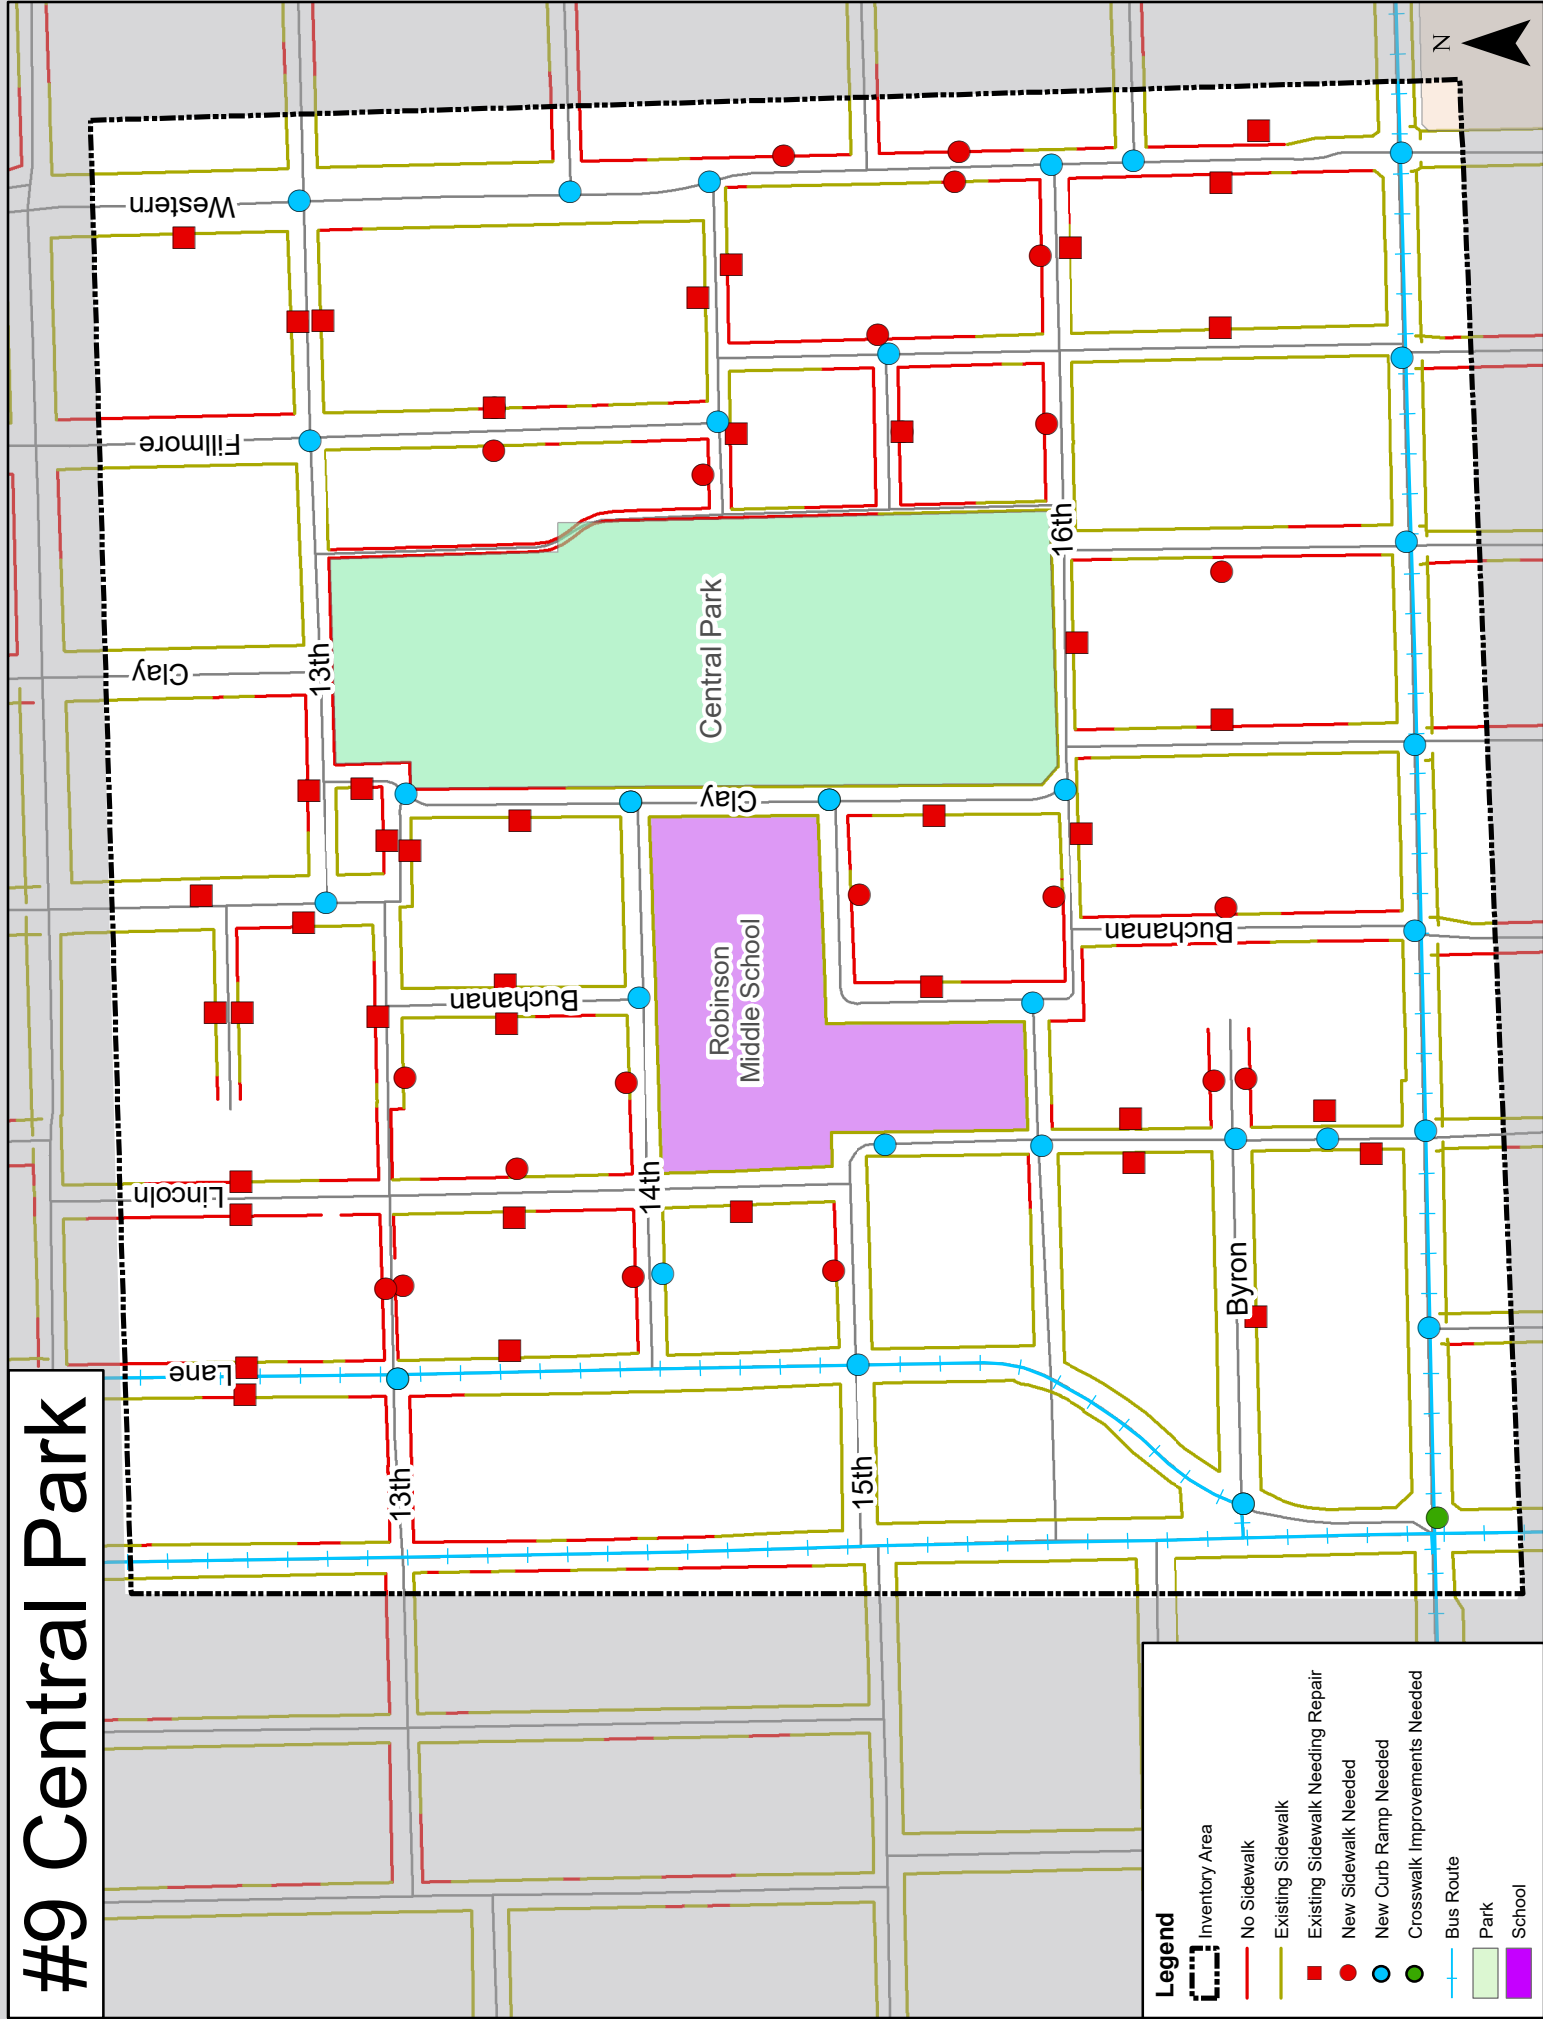 #9 Central Park
N
Western
Fillmore
Clay
13th
Lincoln
Lane
13th
Clay
Central Park
Buchanan
Robinson
Middle School
14th
15th
16th
Buchanan
Byron
Legend
Inventory Area
No Sidewalk
Existing Sidewalk
Existing Sidewalk Needing Repair
New Sidewalk Needed
New Curb Ramp Needed
Crosswalk Improvements Needed
Bus Route
Park
School